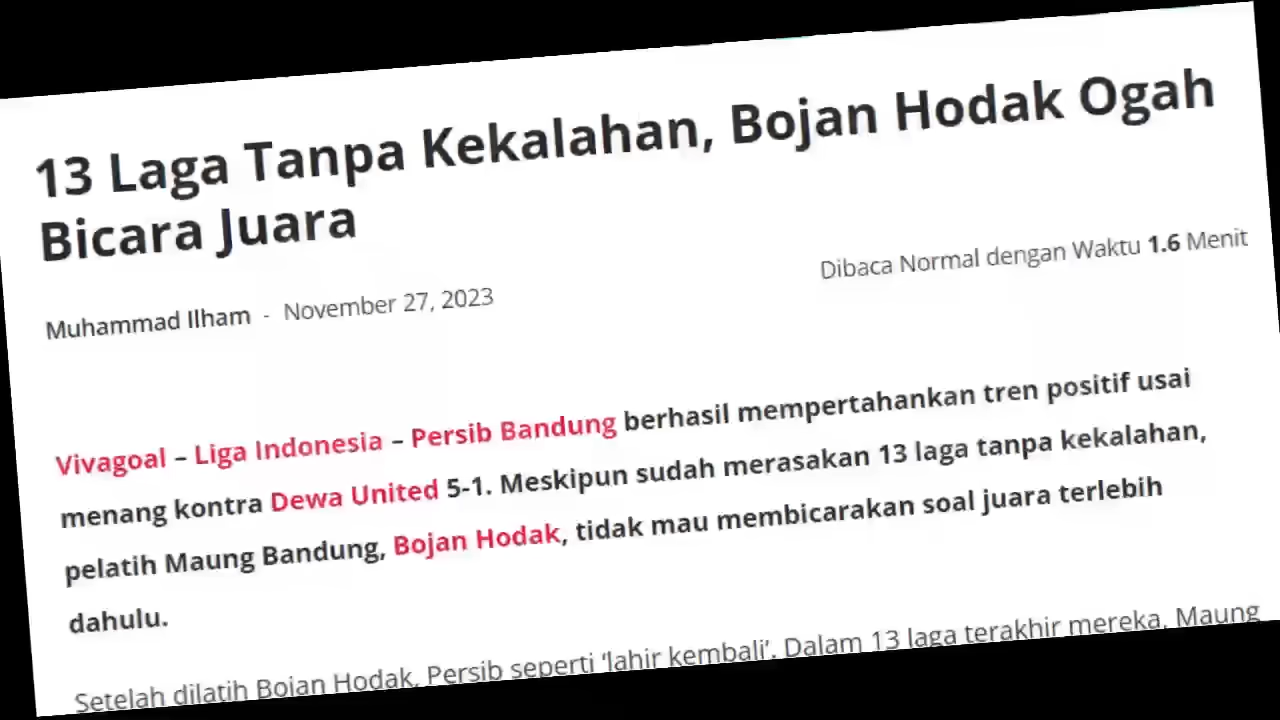 13 Laga Tanpa Kekalahan, Bojan Hodak Ogah
Bicara Juara
Dibaca Normal dengan Waktu 1.6 Menit
Muhammad Ilham - November 27, 2023
Vivagoal – Liga Indonesia – Persib Bandung berhasil mempertahankan tren positif usai
menang kontra Dewa United 5-1. Meskipun sudah merasakan 13 laga tanpa kekalahan,
pelatih Maung Bandung, Bojan Hodak, tidak mau membicarakan soal juara terlebih
dahulu.
Setelah dilatih Bojan Hodak, Persib seperti ‘lahir kembali’. Dalam 13 laga terakhir mereka, Maung